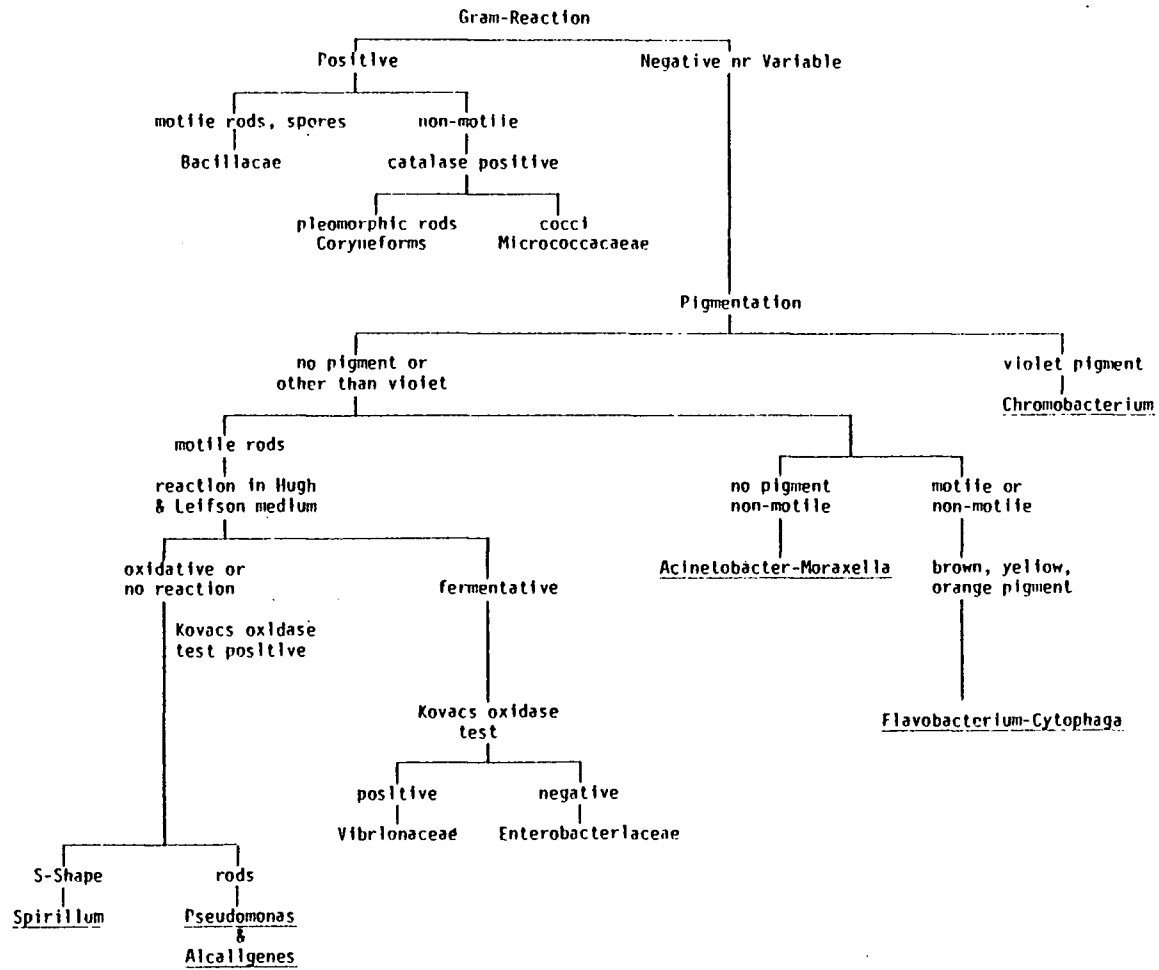 Gram-Reaction
Positive
Negative nr Variable
motile rods, spores
non-motile
Bacillacae
catalase positive
pleomorphic rods
Coryneforms
cocci
Micrococcacaeae
Pigmentation
no pigment or
other than violet
violet pigment
Chromobacterium
motile rods
reaction in Hugh
& Leifson medium
no pigment
non-motile
motile or
non-motile
oxidative or
no reaction
fermentative
Acinetobacter-Moraxella
brown, yellow,
orange pigment
Kovacs oxidase
test positive
Kovacs oxidase
test
Flavobacterium-Cytophaga
positive
negative
Vibrionaceae
Enterobacteriaceae
S-Shape
rods
Spirillum
Pseudomonas
&
Alcaligenes